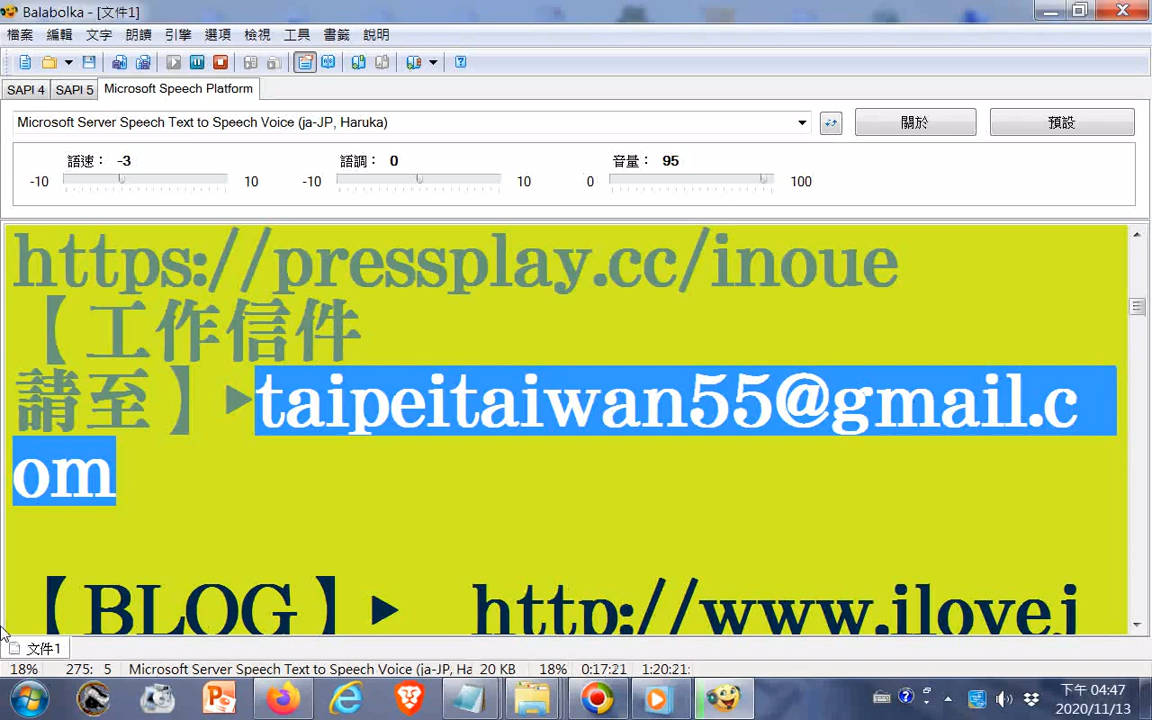 Balabolka - [文件1]
檔案 編輯 文字 朗讀 引擎 選項 檢視 工具 書籤 說明
SAPI 4 SAPI 5 Microsoft Speech Platform
Microsoft Server Speech Text to Speech Voice (ja-JP, Haruka) 關於 預設
語速： -3 語調： 0 音量： 95
-10 10 -10 10 0 100
https://pressplay.cc/inoue
【工作信件
請至】►taipeitaiwan55@gmail.c
om
【BLOG】► http://www.ilovej
文件1
18% 275: 5 Microsoft Server Speech Text to Speech Voice (ja-JP, Ha 20 KB 18% 0:17:21 1:20:21:
下午 04:47
2020/11/13